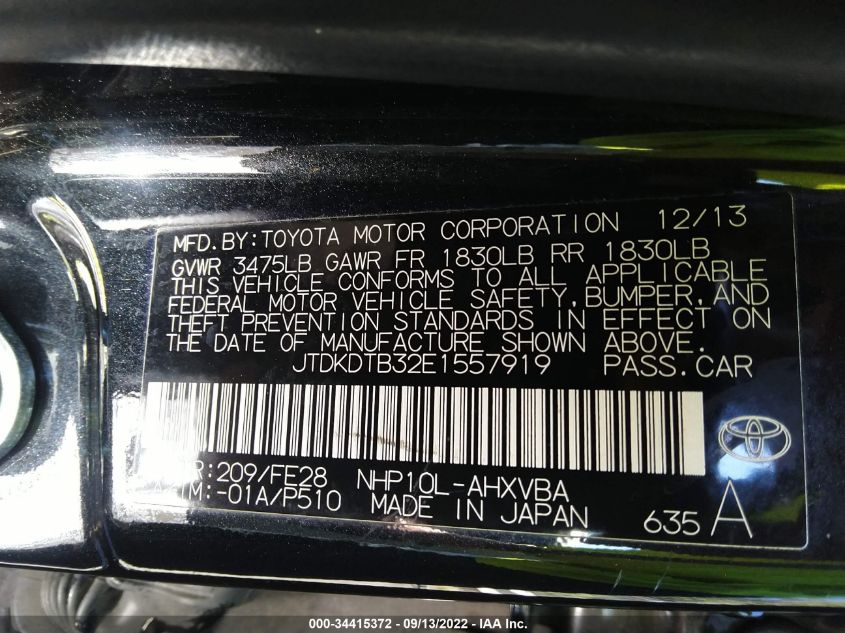 MFD.BY:TOYOTA MOTOR CORPORATION 12/13
GVWR 3475LB GAWR FR 1830LB RR 1830LB
THIS VEHICLE CONFORMS TO ALL APPLICABLE
FEDERAL MOTOR VEHICLE SAFETY,BUMPER,AND
THEFT PREVENTION STANDARDS IN EFFECT ON
THE DATE OF MANUFACTURE SHOWN ABOVE.
JTDKDTB32E1557919 PASS.CAR
R:209/FE28 NHP10L-AHXVBA
IM:-01A/P510 MADE IN JAPAN 635 A
000-34415372 - 09/13/2022 - IAA Inc.